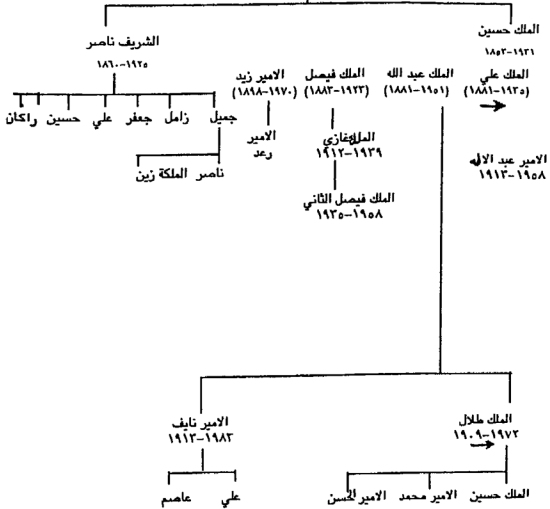 الملك حسين
١٨٥٣-١٩٣١
الشريف ناصر
١٨٦٠-١٩٢٥
الملك علي
(١٨٨١-١٩٣٥)
الملك عبد الله
(١٨٨١-١٩٥١)
الملك فيصل
(١٨٨٣-١٩٢٣)
الامير زيد
(١٨٩٨-١٩٧٠)
جميل
زامل
جعفر
علي
حسين
راكان
الامير عبد الاله
١٩١٣-١٩٥٨
الملك غازي
١٩١٢-١٩٣٩
الامير
رعد
ناصر
الملكة زين
الملك فيصل الثاني
١٩٣٥-١٩٥٨
الملك طلال
١٩٠٩-١٩٧٢
الامير نايف
١٩١٣-١٩٨٣
الملك حسين
الامير محمد
الامير الحسن
علي
عاصم